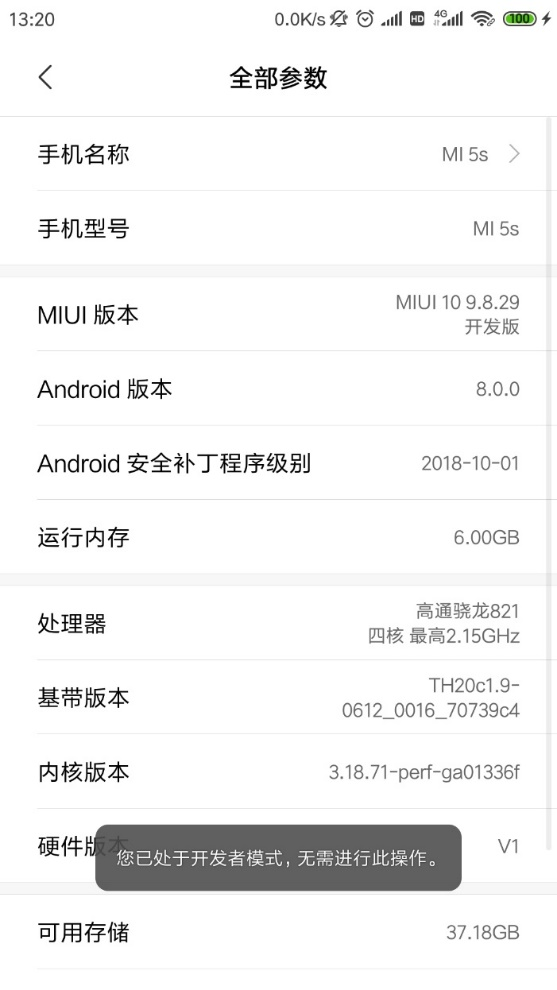 13:20 0.0K/s HD 4G 100
全部参数
手机名称 MI 5s
手机型号 MI 5s
MIUI 版本 MIUI 10 9.8.29
开发版
Android 版本 8.0.0
Android 安全补丁程序级别 2018-10-01
运行内存 6.00GB
处理器 高通骁龙821
四核 最高2.15GHz
基带版本 TH20c1.9-
0612_0016_70739c4
内核版本 3.18.71-perf-ga01336f
硬件版本 V1
您已处于开发者模式，无需进行此操作。
可用存储 37.18GB